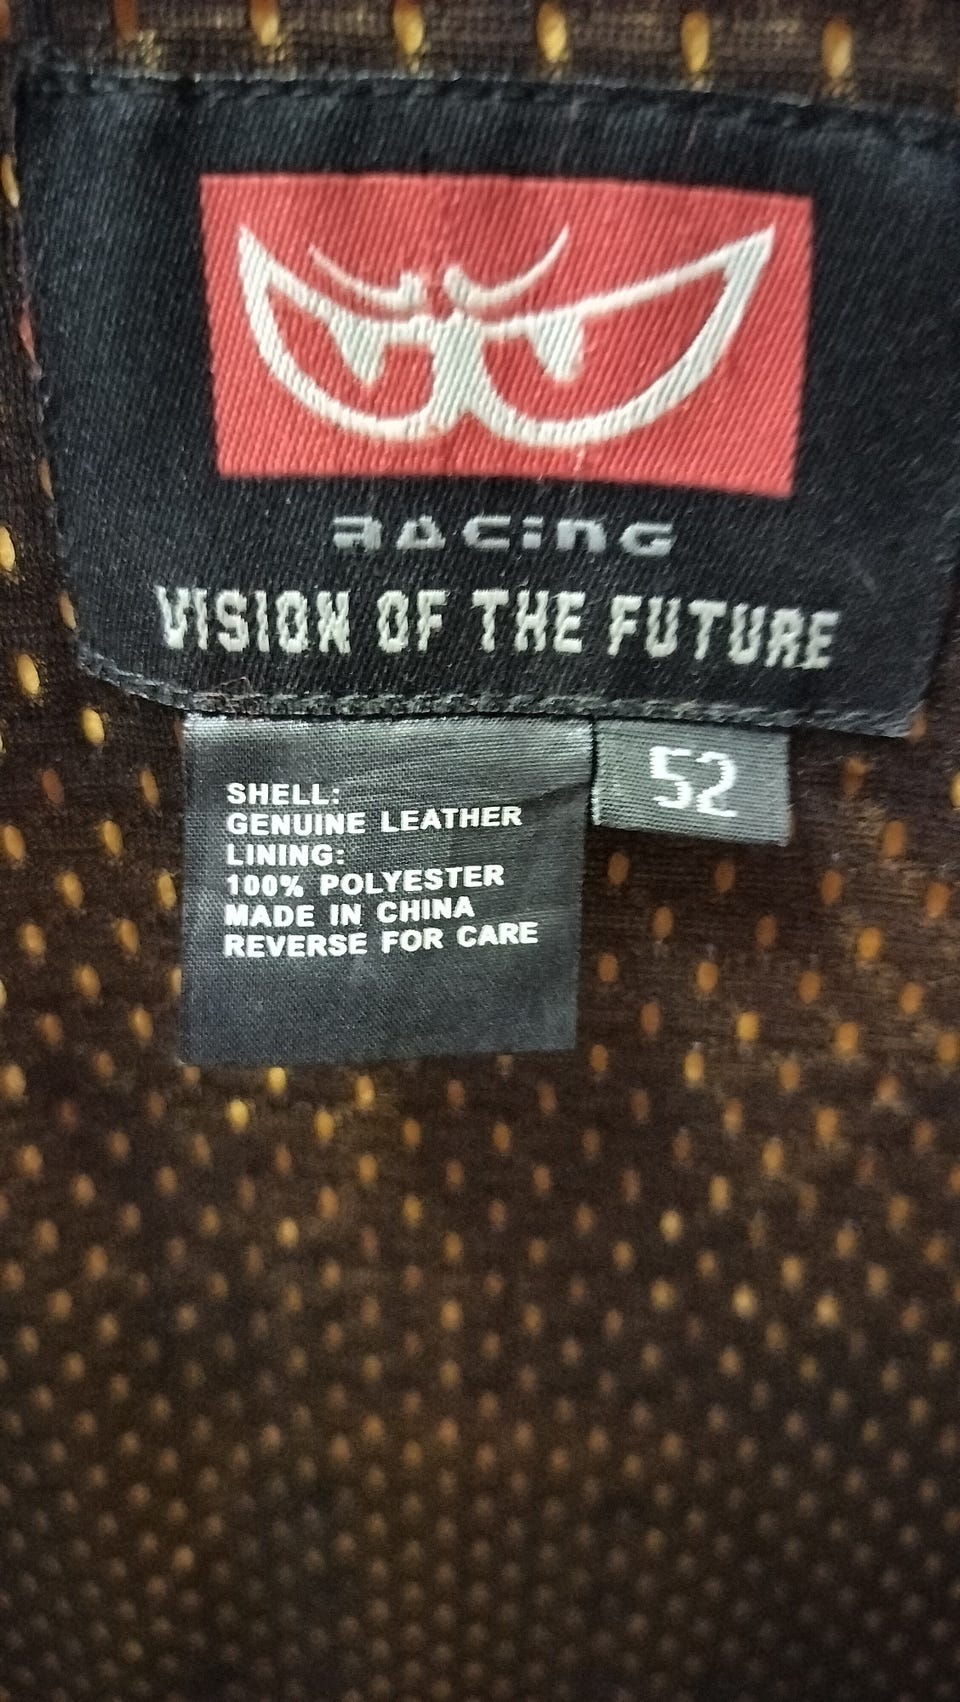 RACING
VISION OF THE FUTURE
52
SHELL:
GENUINE LEATHER
LINING:
100% POLYESTER
MADE IN CHINA
REVERSE FOR CARE